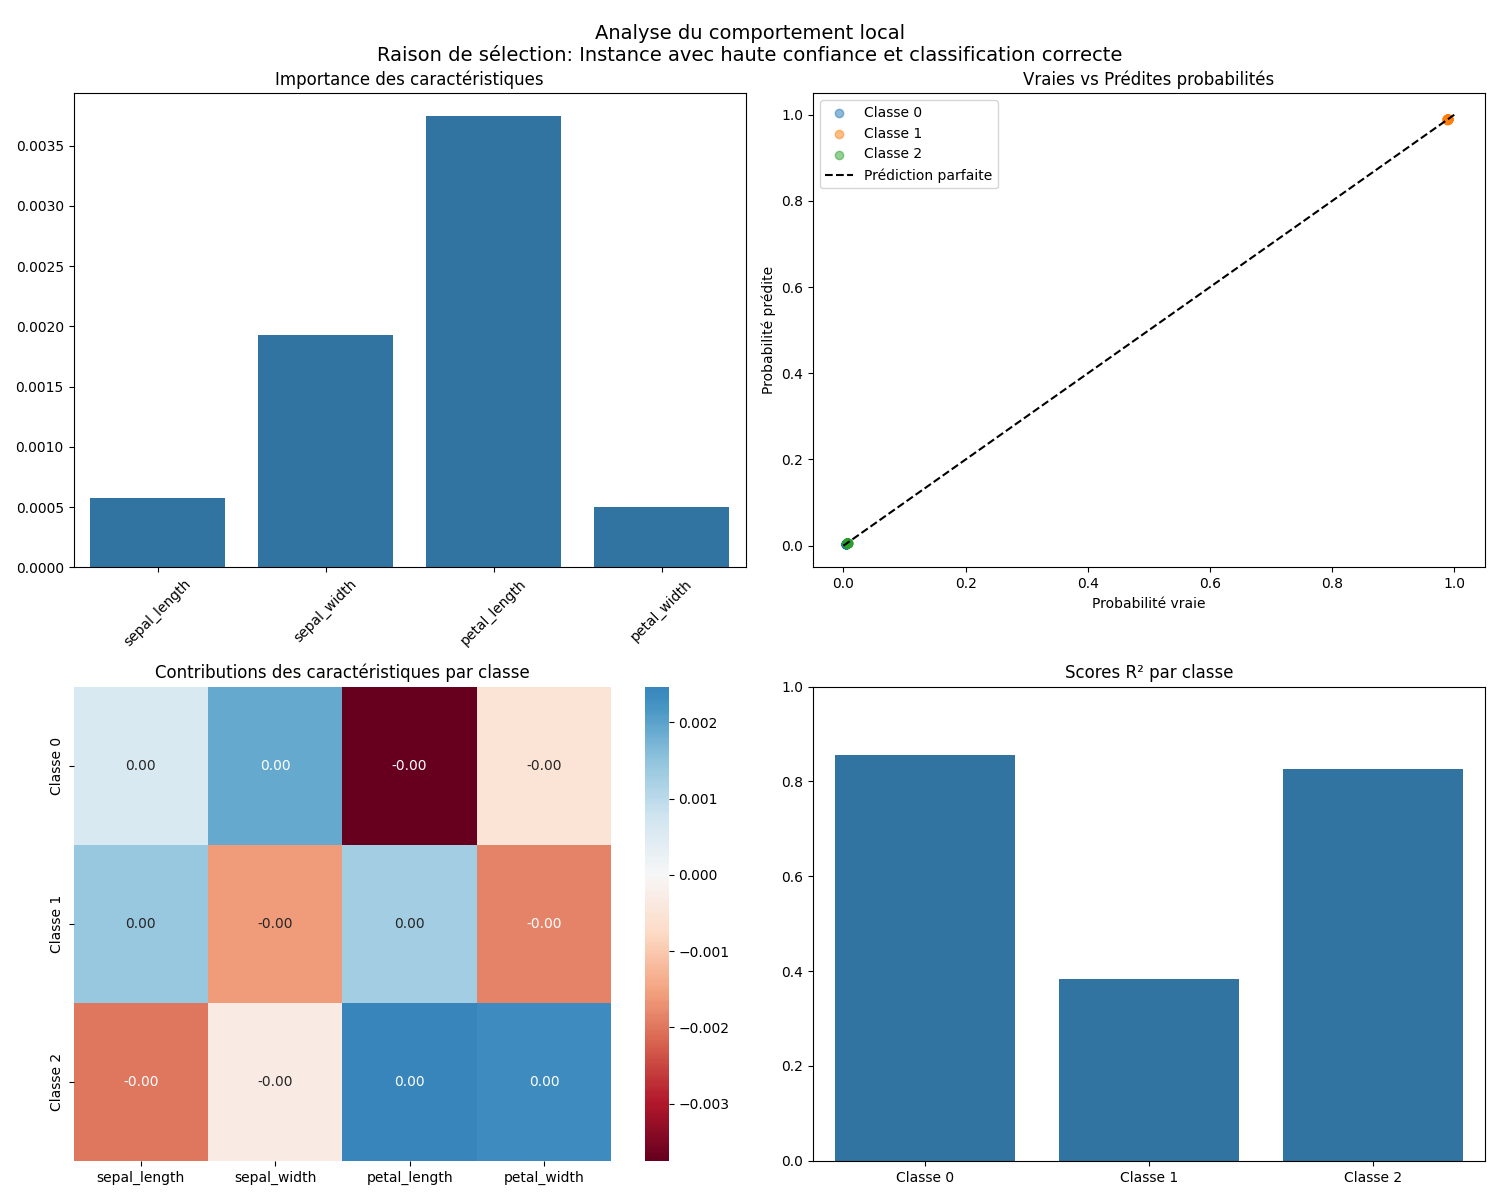 Analyse du comportement local
Raison de sélection: Instance avec haute confiance et classification correcte
Importance des caractéristiques
0.0035
0.0030
0.0025
0.0020
0.0015
0.0010
0.0005
0.0000
sepal_length
sepal_width
petal_length
petal_width
Vraies vs Prédites probabilités
Classe 0
Classe 1
Classe 2
Prédiction parfaite
Probabilité prédite
1.0
0.8
0.6
0.4
0.2
0.0
0.0 0.2 0.4 0.6 0.8 1.0
Probabilité vraie
Contributions des caractéristiques par classe
Classe 0
0.00 0.00 -0.00 -0.00
Classe 1
0.00 -0.00 0.00 -0.00
Classe 2
-0.00 -0.00 0.00 0.00
sepal_length sepal_width petal_length petal_width
0.002
0.001
0.000
−0.001
−0.002
−0.003
Scores R² par classe
1.0
0.8
0.6
0.4
0.2
0.0
Classe 0 Classe 1 Classe 2